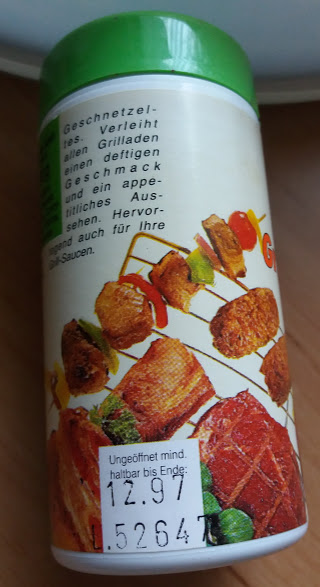 Geschnetzel-
tes. Verleiht
allen Grilladen
einen deftigen
Geschmack
und ein appe-
titliches Aus-
sehen. Hervor-
ragend auch für Ihre
Grill-Saucen.
G
Ungeöffnet mind.
haltbar bis Ende:
12.97
L.52647